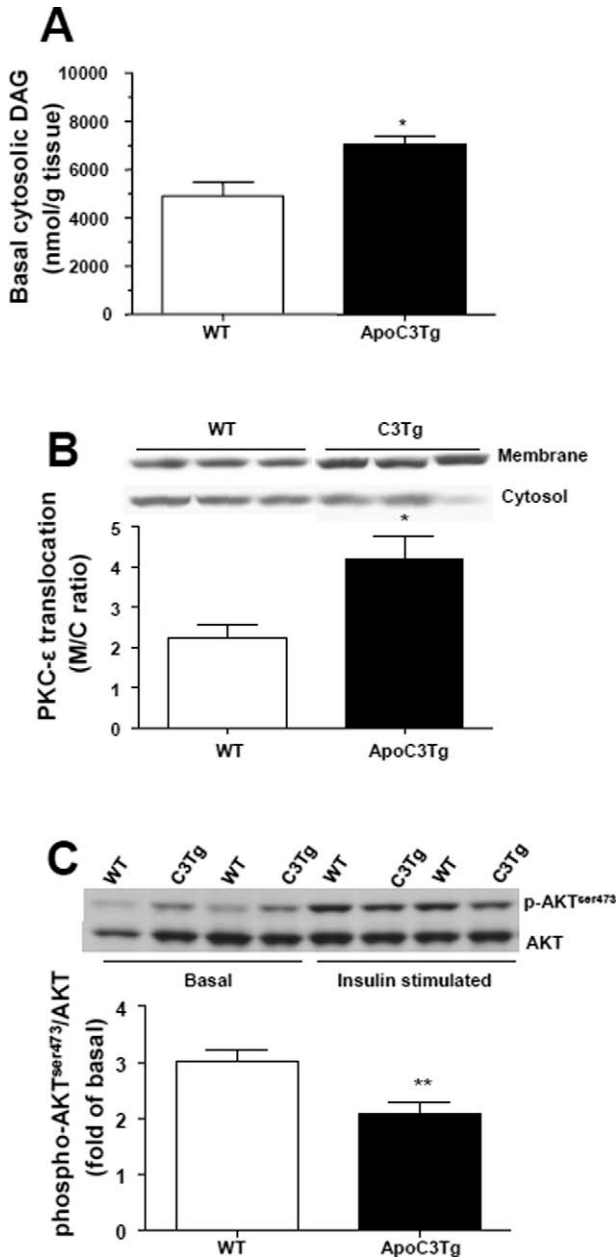 A
Basal cytosolic DAG
(nmol/g tissue)
10000
8000
6000
4000
2000
0
*
WT
ApoC3Tg
B
WT
C3Tg
Membrane
Cytosol
PKC-ε translocation
(M/C ratio)
5
4
3
2
1
0
*
WT
ApoC3Tg
C
WT
C3Tg
WT
C3Tg
WT
C3Tg
WT
C3Tg
p-AKTser473
AKT
Basal
Insulin stimulated
phospho-AKTser473/AKT
(fold of basal)
4
3
2
1
0
**
WT
ApoC3Tg